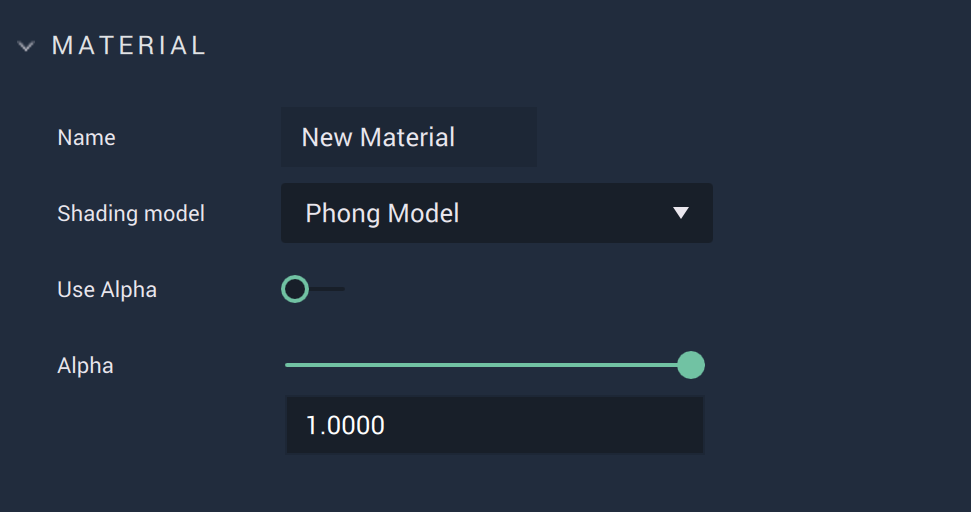 MATERIAL
Name New Material
Shading model Phong Model
Use Alpha
Alpha
1.0000